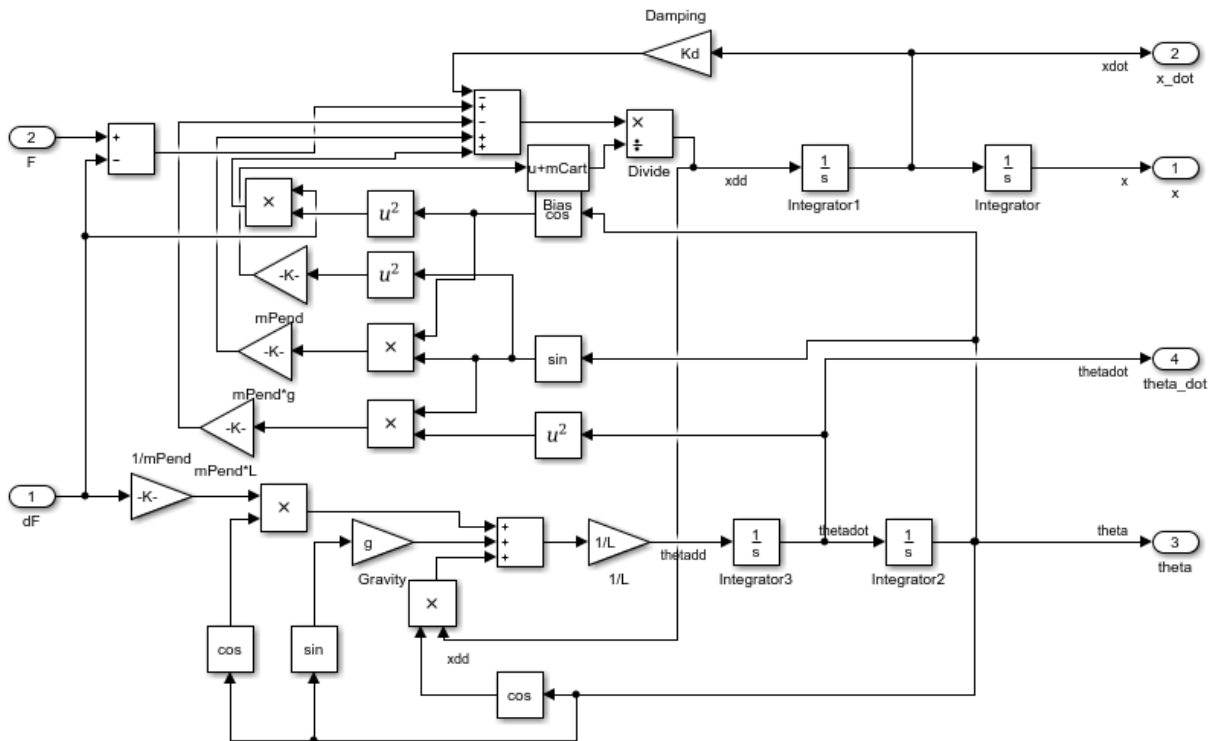 Damping
Kd
xdot
2
x_dot
−
+
−
+
+
2
F
+
−
×
÷
Divide
u+mCart
Bias
xdd
1
s
Integrator1
1
s
Integrator
x
1
x
×
u²
cos
-K-
mPend
u²
-K-
mPend*g
×
sin
thetadot
4
theta_dot
-K-
mPend*L
×
u²
1/mPend
1
dF
-K-
×
g
Gravity
+
+
+
1/L
1/L
thetadd
1
s
Integrator3
thetadot
1
s
Integrator2
theta
3
theta
×
cos
sin
xdd
cos